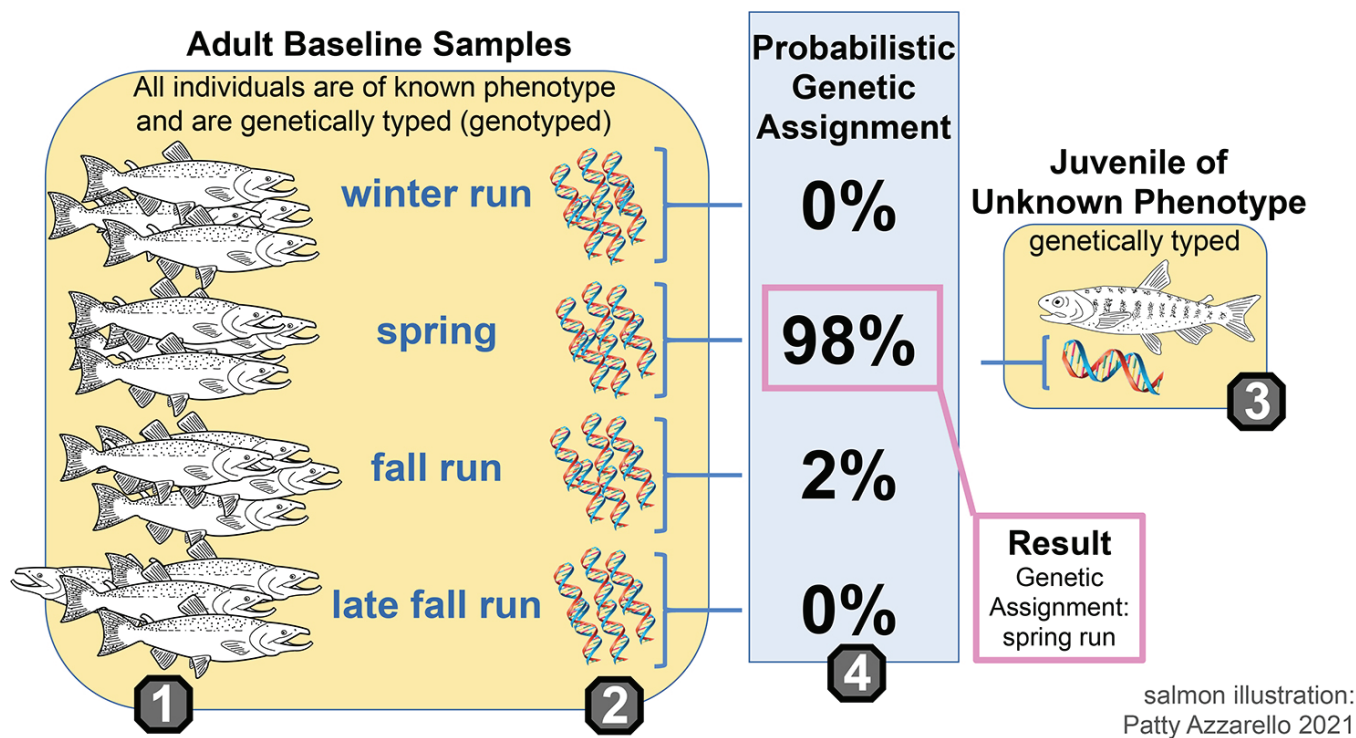 Adult Baseline Samples
All individuals are of known phenotype
and are genetically typed (genotyped)
winter run
spring
fall run
late fall run
1
2
Probabilistic
Genetic
Assignment
0%
98%
2%
0%
4
Juvenile of
Unknown Phenotype
genetically typed
3
Result
Genetic
Assignment:
spring run
salmon illustration:
Patty Azzarello 2021